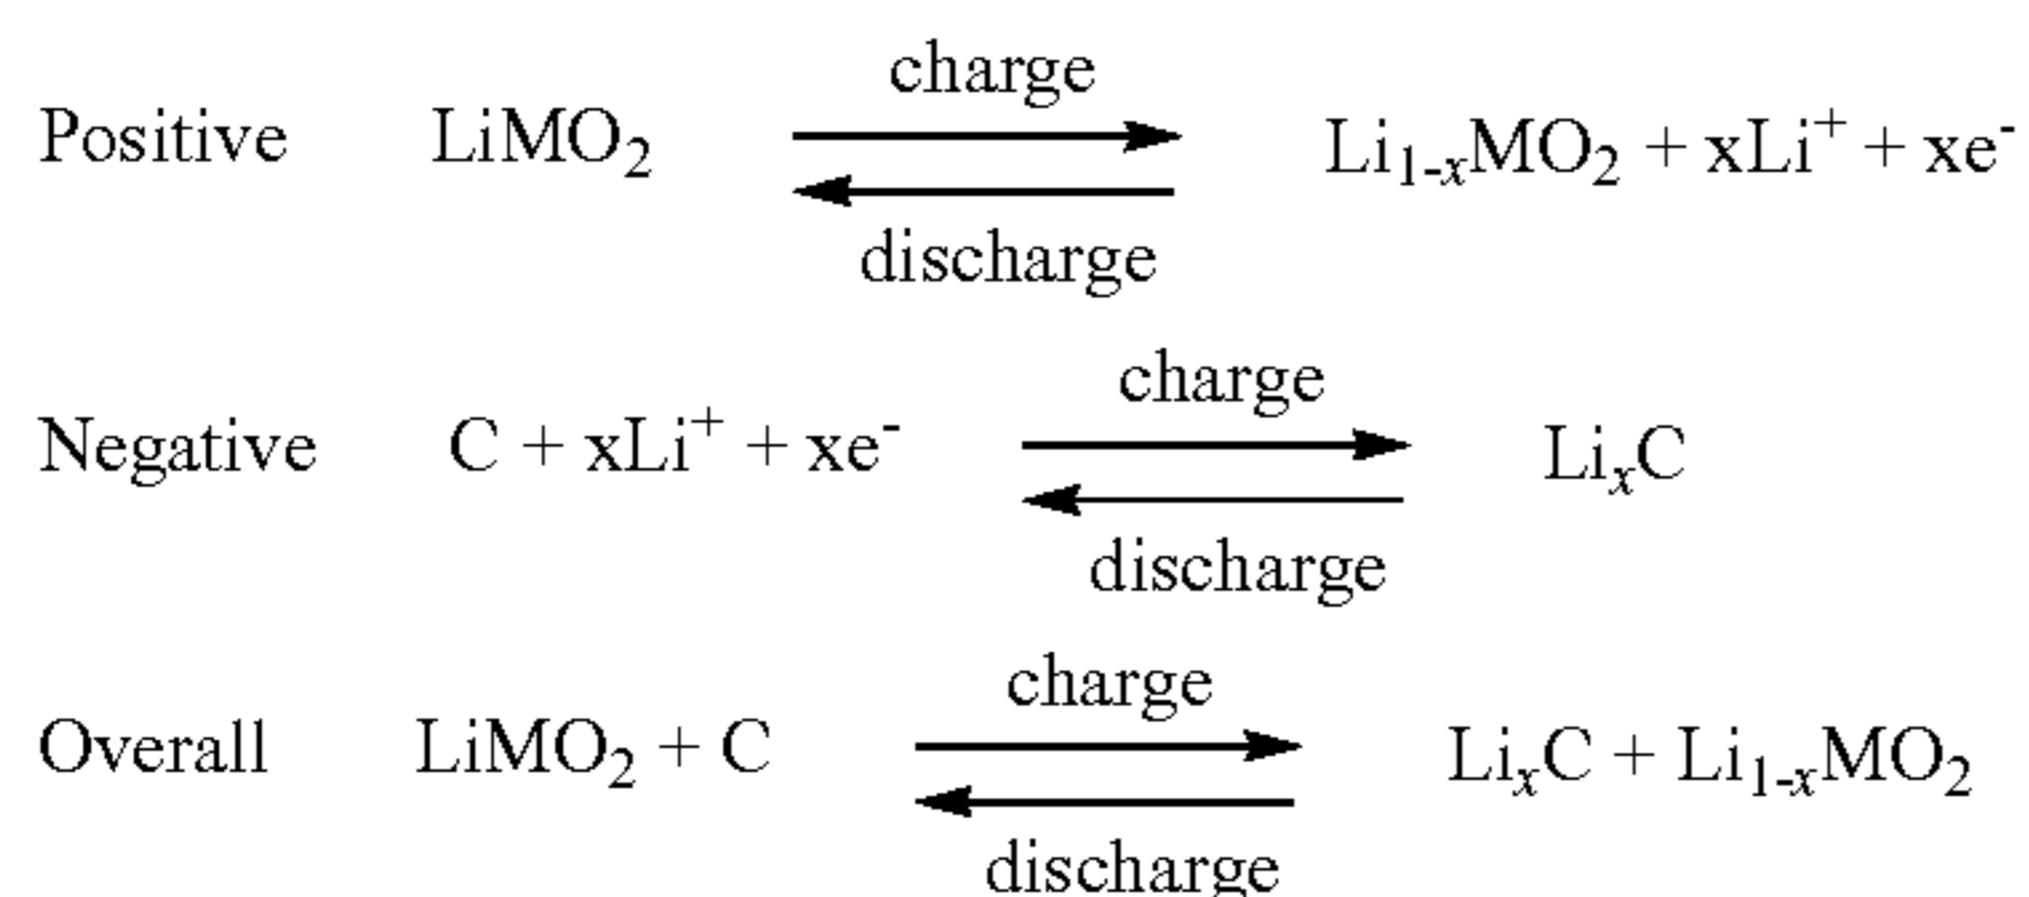 charge
Positive LiMO₂ Li₁₋ₓMO₂ + xLi⁺ + xe⁻
discharge
charge
Negative C + xLi⁺ + xe⁻ LiₓC
discharge
charge
Overall LiMO₂ + C LiₓC + Li₁₋ₓMO₂
discharge